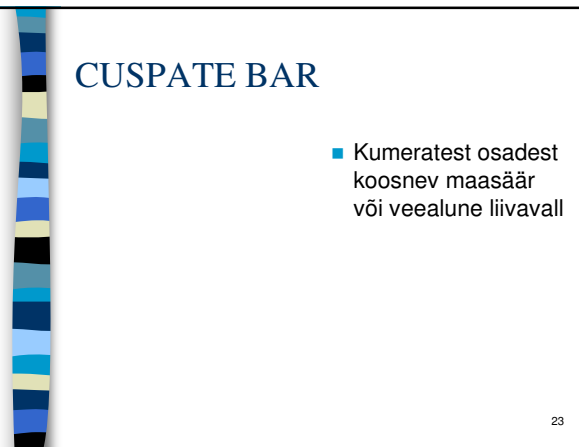 CUSPATE BAR
Kumeratest osadest
koosnev maasäär
või veealune liivavall
23